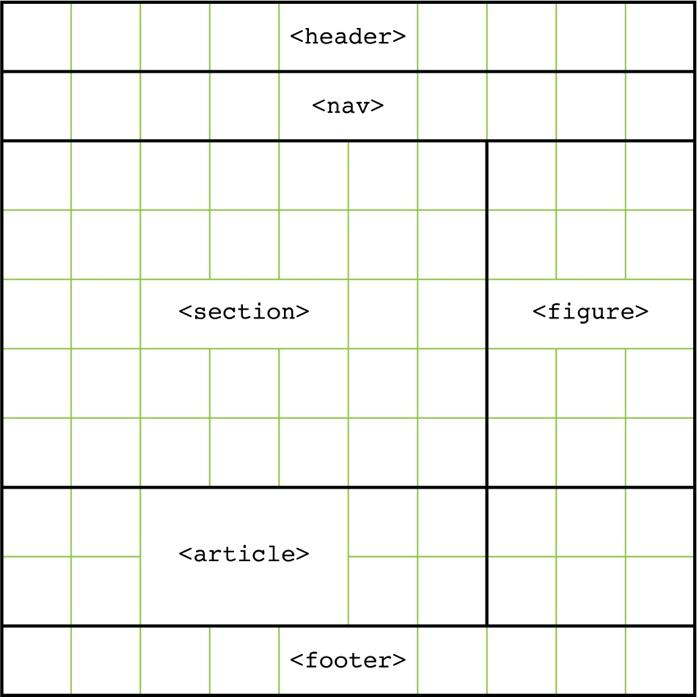 <header>
<nav>
<section>
<figure>
<article>
<footer>